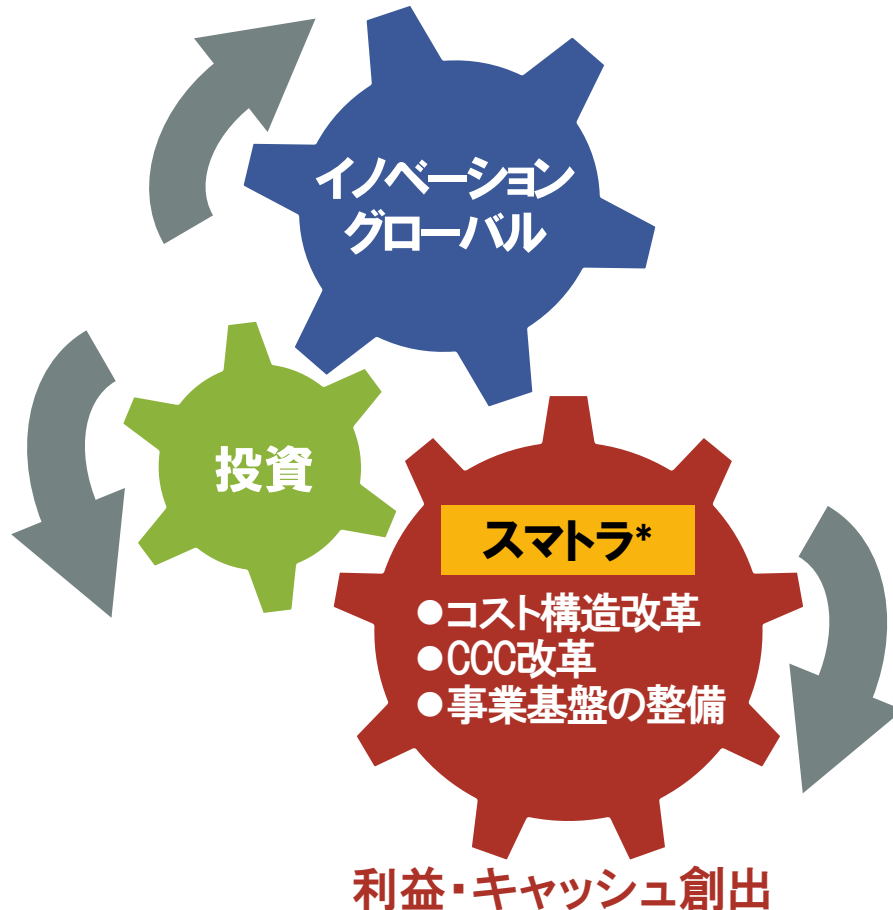 イノベーション
グローバル
投資
スマトラ*
●コスト構造改革
●CCC改革
●事業基盤の整備
利益・キャッシュ創出